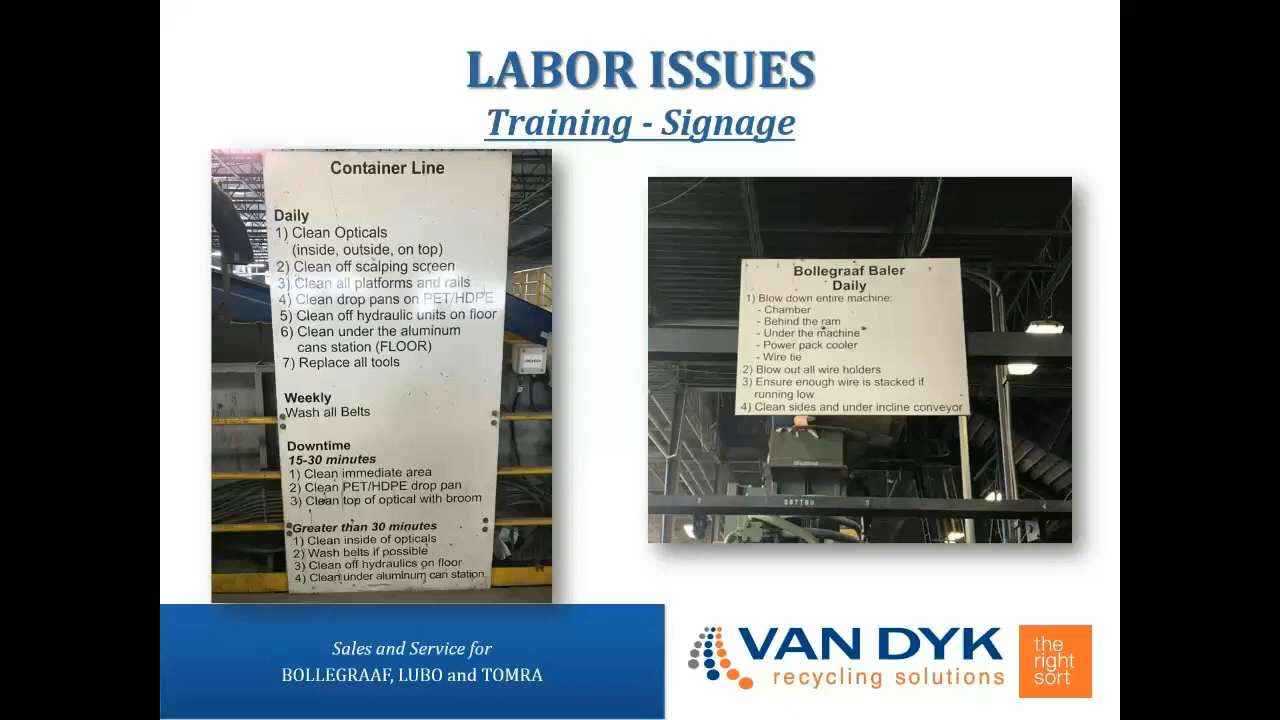 LABOR ISSUES
Training - Signage
Container Line
Daily
1) Clean Opticals
(inside, outside, on top)
2) Clean off scalping screen
3) Clean all platforms and rails
4) Clean drop pans on PET/HDPE
5) Clean off hydraulic units on floor
6) Clean under the aluminum
cans station (FLOOR)
7) Replace all tools
Weekly
Wash all Belts
Downtime
15-30 minutes
1) Clean immediate area
2) Clean PET/HDPE drop pan
3) Clean top of optical with broom
Greater than 30 minutes
1) Clean inside of opticals
2) Wash belts if possible
3) Clean off hydraulics on floor
4) Clean under aluminum can station
Bollegraaf Baler
Daily
1) Blow down entire machine:
- Chamber
- Behind the ram
- Under the machine
- Power pack cooler
- Wire tie
2) Blow out all wire holders
3) Ensure enough wire is stacked if
running low
4) Clean sides and under incline conveyor
BOTTOM
Sales and Service for
BOLLEGRAAF, LUBO and TOMRA
VAN DYK
recycling solutions
the
right
sort